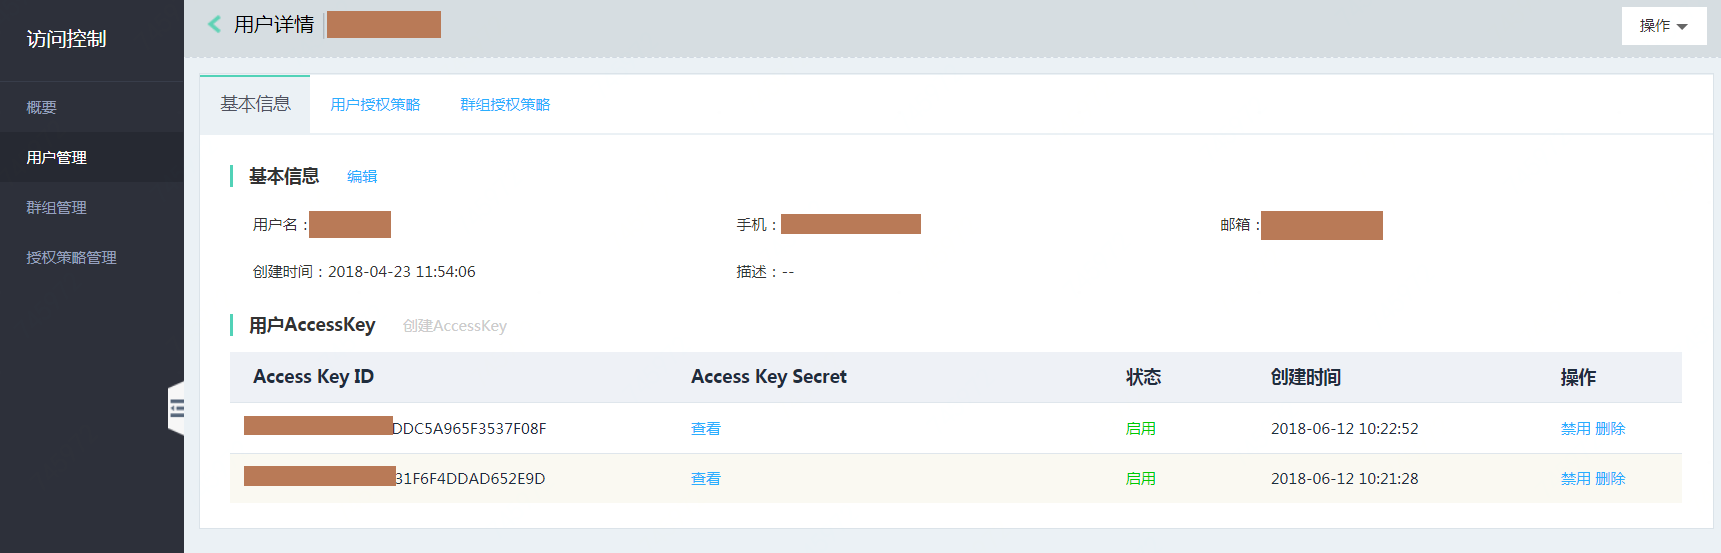 访问控制
概要
用户管理
群组管理
授权策略管理
用户详情
操作
基本信息 用户授权策略 群组授权策略
基本信息 编辑
用户名： 手机： 邮箱：
创建时间：2018-04-23 11:54:06 描述：--
用户AccessKey 创建AccessKey
Access Key ID Access Key Secret 状态 创建时间 操作
DDC5A965F3537F08F 查看 启用 2018-06-12 10:22:52 禁用 删除
31F6F4DDAD652E9D 查看 启用 2018-06-12 10:21:28 禁用 删除